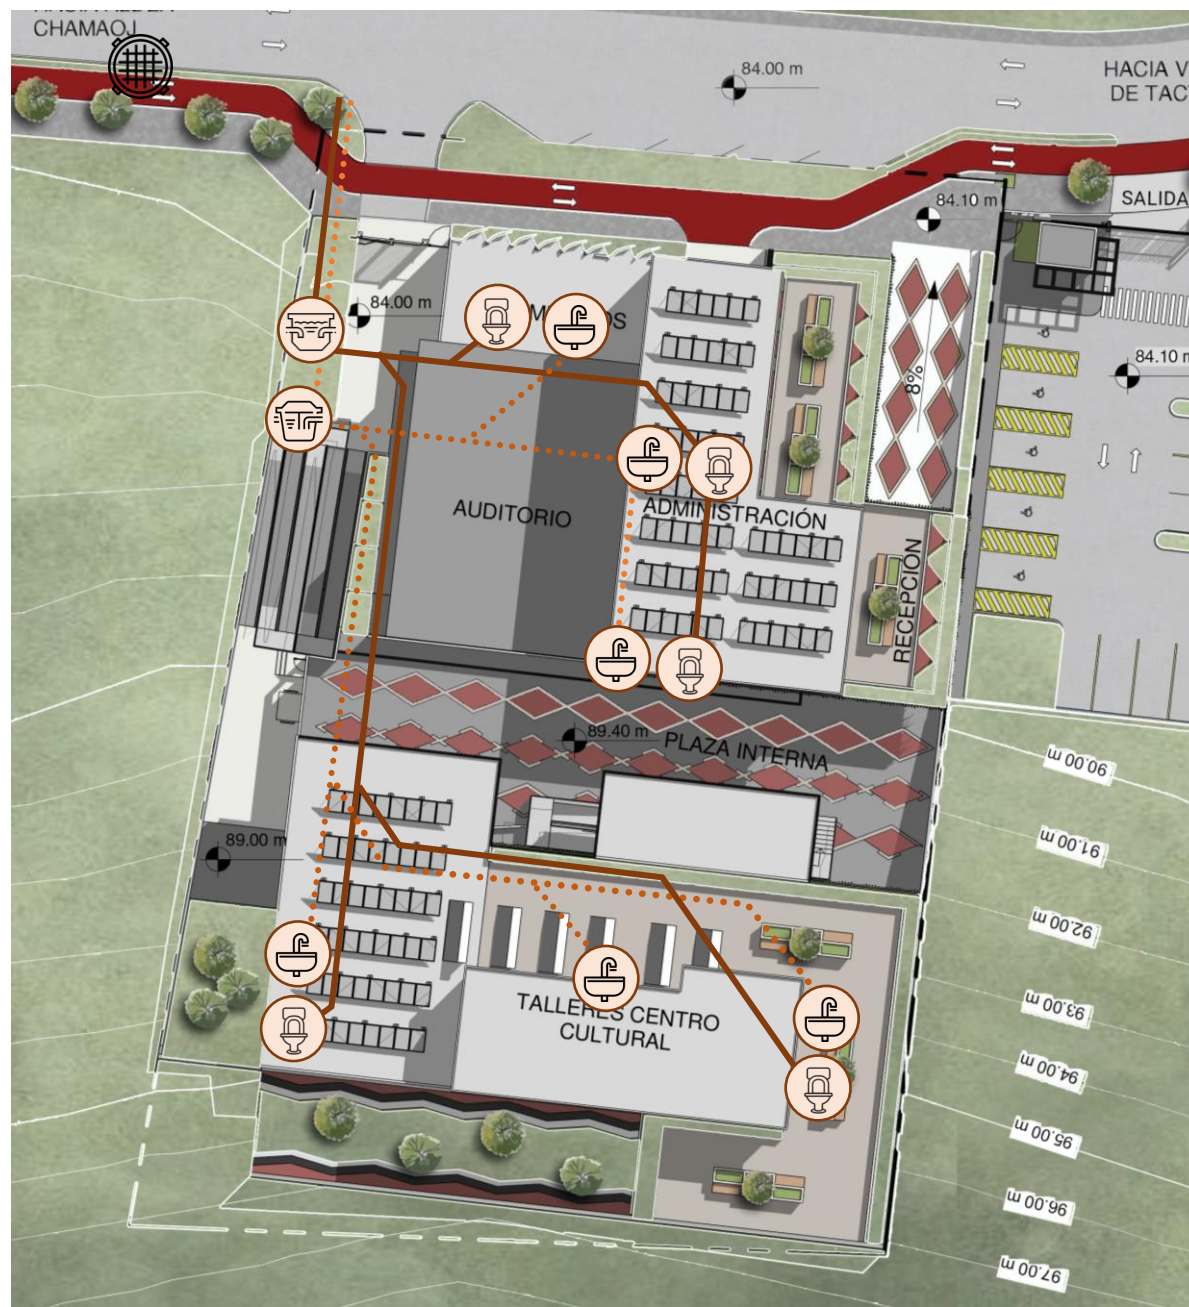 CHAMAOJ
84.00 m
HACIA V
DE TAC
84.10 m
SALIDA
84.00 m
OS
84.10 m
8%
AUDITORIO
ADMINISTRACIÓN
RECEPCIÓN
89.40 m
PLAZA INTERNA
90.00 m
89.00 m
91.00 m
92.00 m
TALLERES CENTRO
CULTURAL
93.00 m
94.00 m
95.00 m
96.00 m
97.00 m